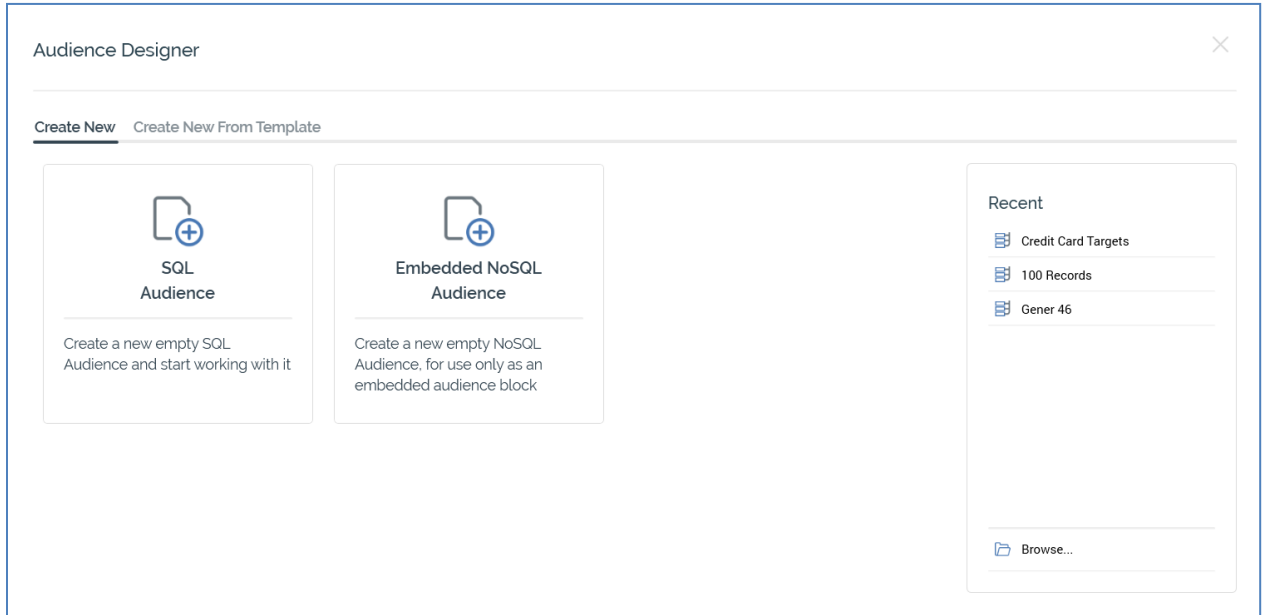 Audience Designer
Create New
Create New From Template
SQL
Audience
Create a new empty SQL
Audience and start working with it
Embedded NoSQL
Audience
Create a new empty NoSQL
Audience, for use only as an
embedded audience block
Recent
Credit Card Targets
100 Records
Gener 46
Browse...